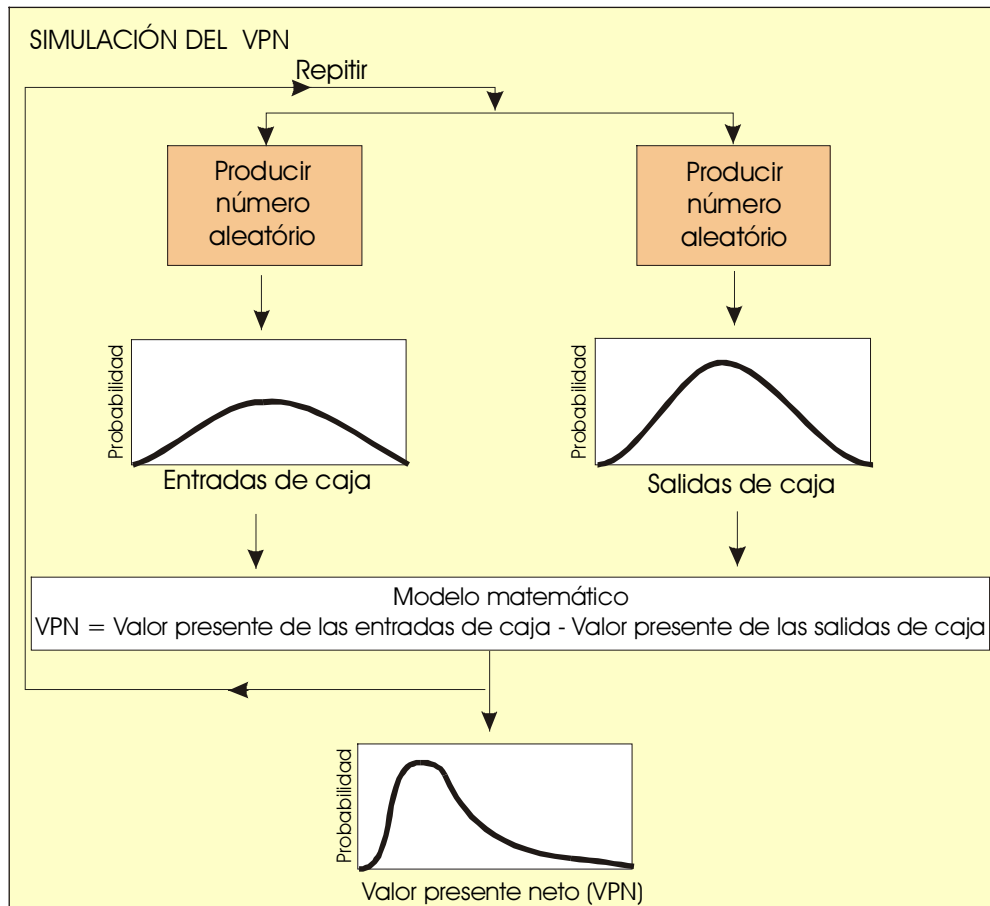 SIMULACIÓN DEL VPN
Repitir
Producir
número
aleatório
Producir
número
aleatório
Probabilidad
Entradas de caja
Probabilidad
Salidas de caja
Modelo matemático
VPN = Valor presente de las entradas de caja - Valor presente de las salidas de caja
Probabilidad
Valor presente neto (VPN)